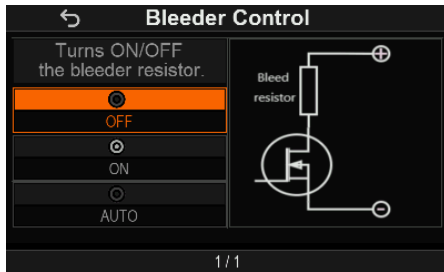 Bleeder Control
Turns ON/OFF
the bleeder resistor.
OFF
ON
AUTO
Bleed
resistor
1/1